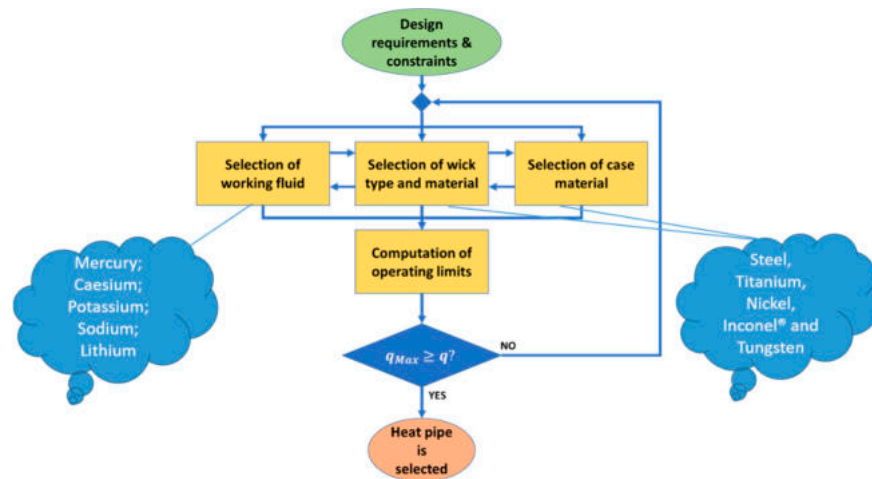 Design
requirements &
constraints
Selection of
working fluid
Selection of wick
type and material
Selection of case
material
Mercury;
Caesium;
Potassium;
Sodium;
Lithium
Computation of
operating limits
Steel,
Titanium,
Nickel,
Inconel® and
Tungsten
q_Max ≥ q?
NO
YES
Heat pipe
is
selected